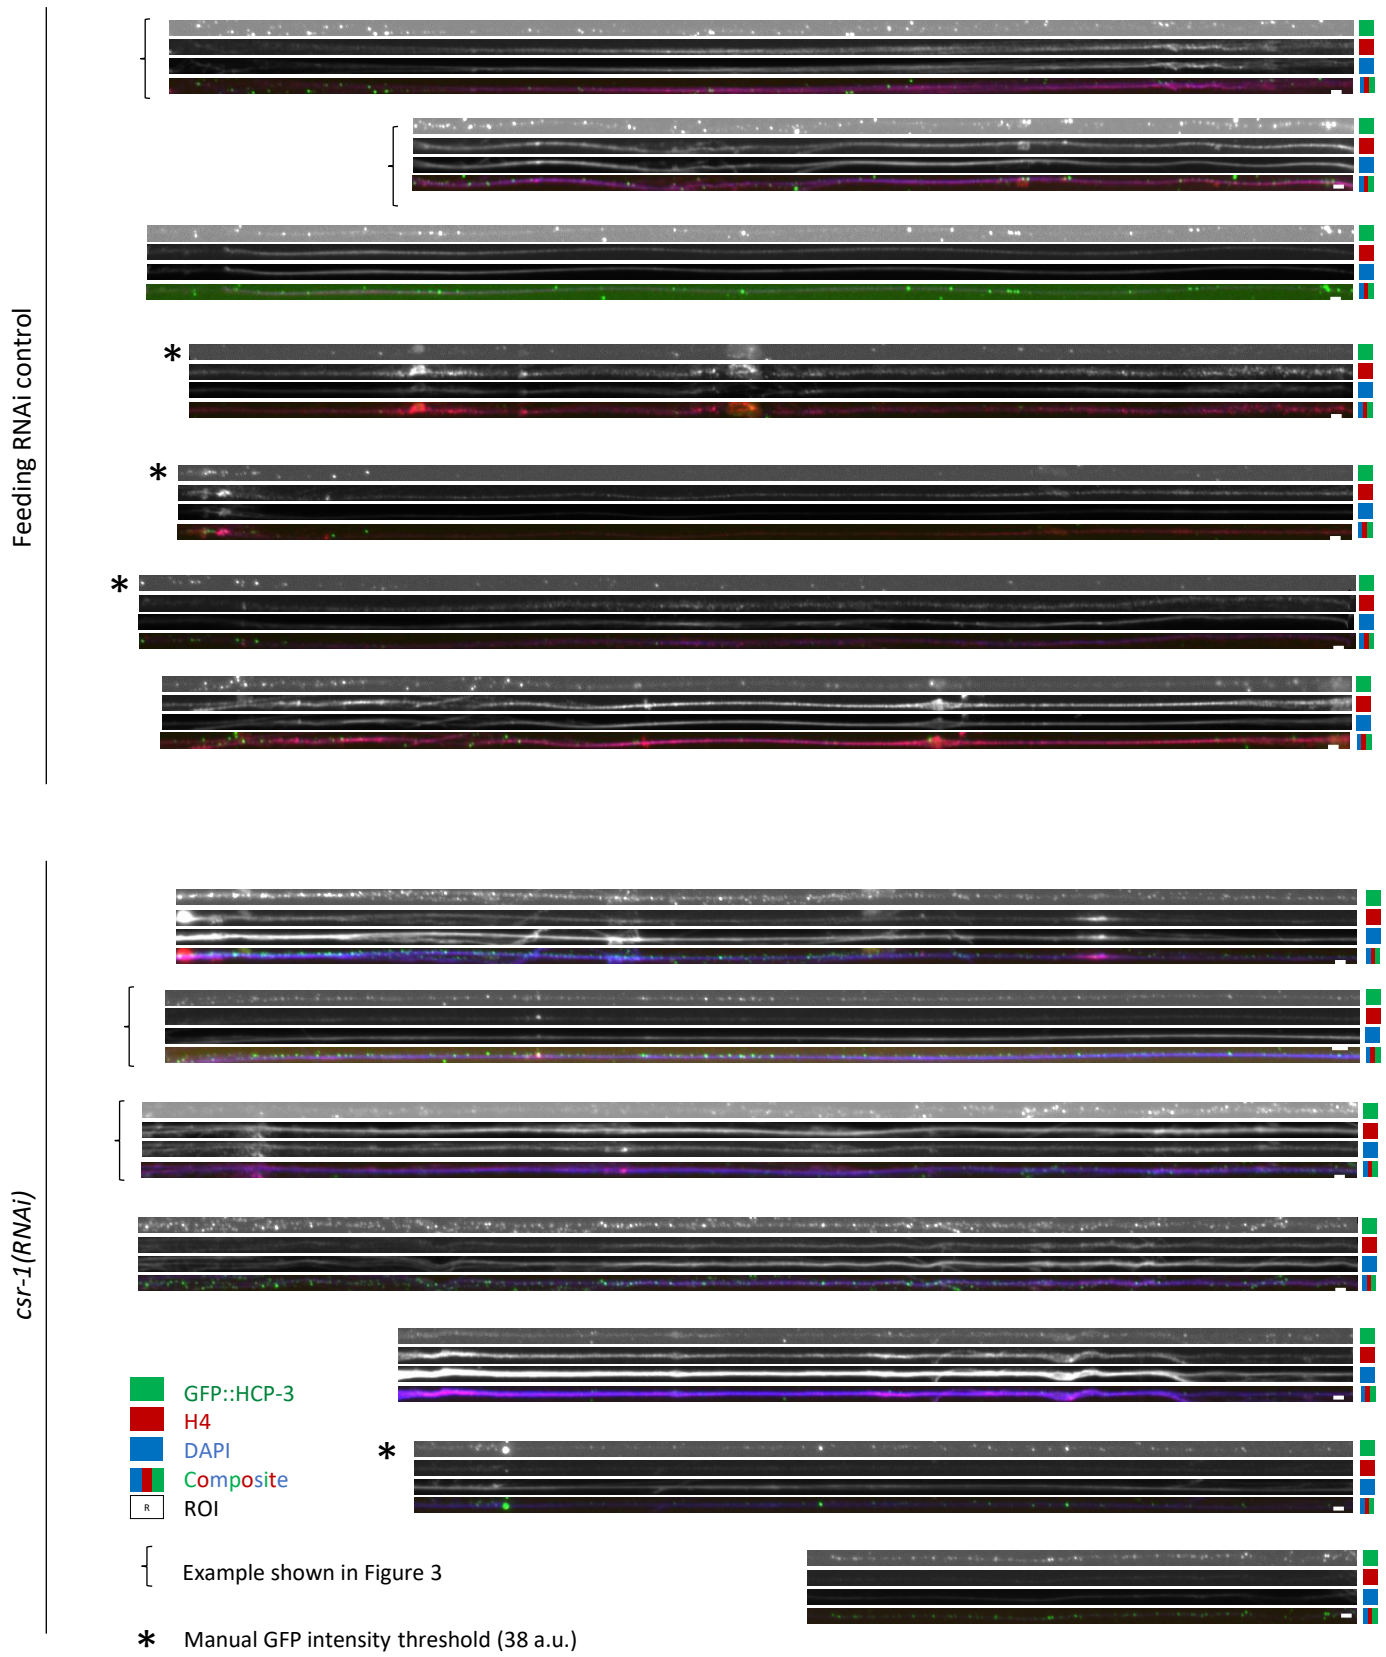 Feeding RNAi control
*
*
*
csr-1(RNAi)
GFP::HCP-3
H4
DAPI
*
Composite
R ROI
Example shown in Figure 3
* Manual GFP intensity threshold (38 a.u.)